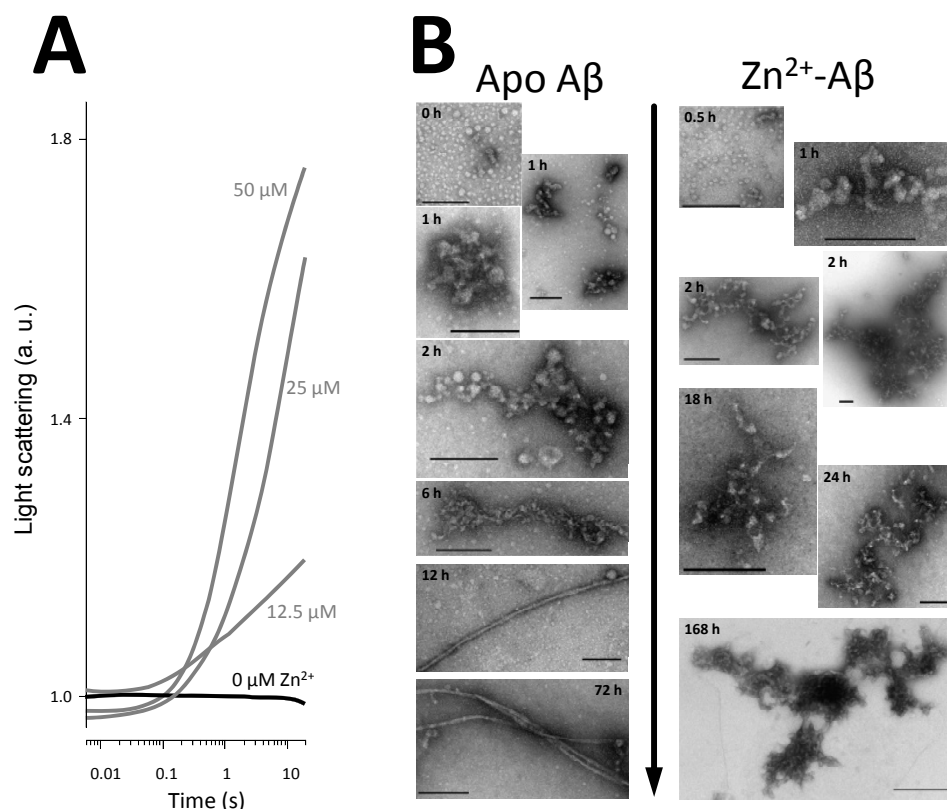 A
1.8
1.4
1.2
1.0
Light scattering (a. u.)
50 μM
25 μM
12.5 μM
0 μM Zn²⁺
0.01
0.1
1
10
Time (s)
B
Apo Aβ
0 h
1 h
1 h
2 h
6 h
12 h
72 h
Zn²⁺-Aβ
0.5 h
1 h
2 h
2 h
18 h
24 h
168 h